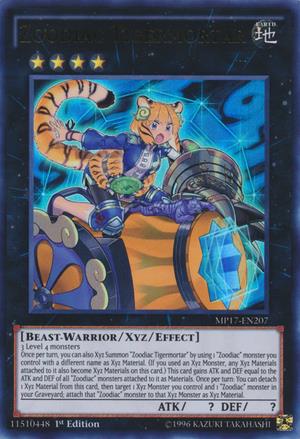 ZOODIAC TIGERMORTAR
EARTH
地
MP17-EN207
[BEAST-WARRIOR/XYZ/EFFECT]
3 Level 4 monsters
Once per turn, you can also Xyz Summon "Zoodiac Tigermortar" by using 1 "Zoodiac" monster you
control with a different name as Xyz Material. (If you used an Xyz Monster, any Xyz Materials
attached to it also become Xyz Materials on this card.) This card gains ATK and DEF equal to the
ATK and DEF of all "Zoodiac" monsters attached to it as Materials. Once per turn: You can detach
1 Xyz Material from this card, then target 1 Xyz Monster you control and 1 "Zoodiac" monster in
your Graveyard; attach that "Zoodiac" monster to that Xyz Monster as Xyz Material.
ATK/ ? DEF/ ?
11510448 1st Edition ©1996 KAZUKI TAKAHASHI